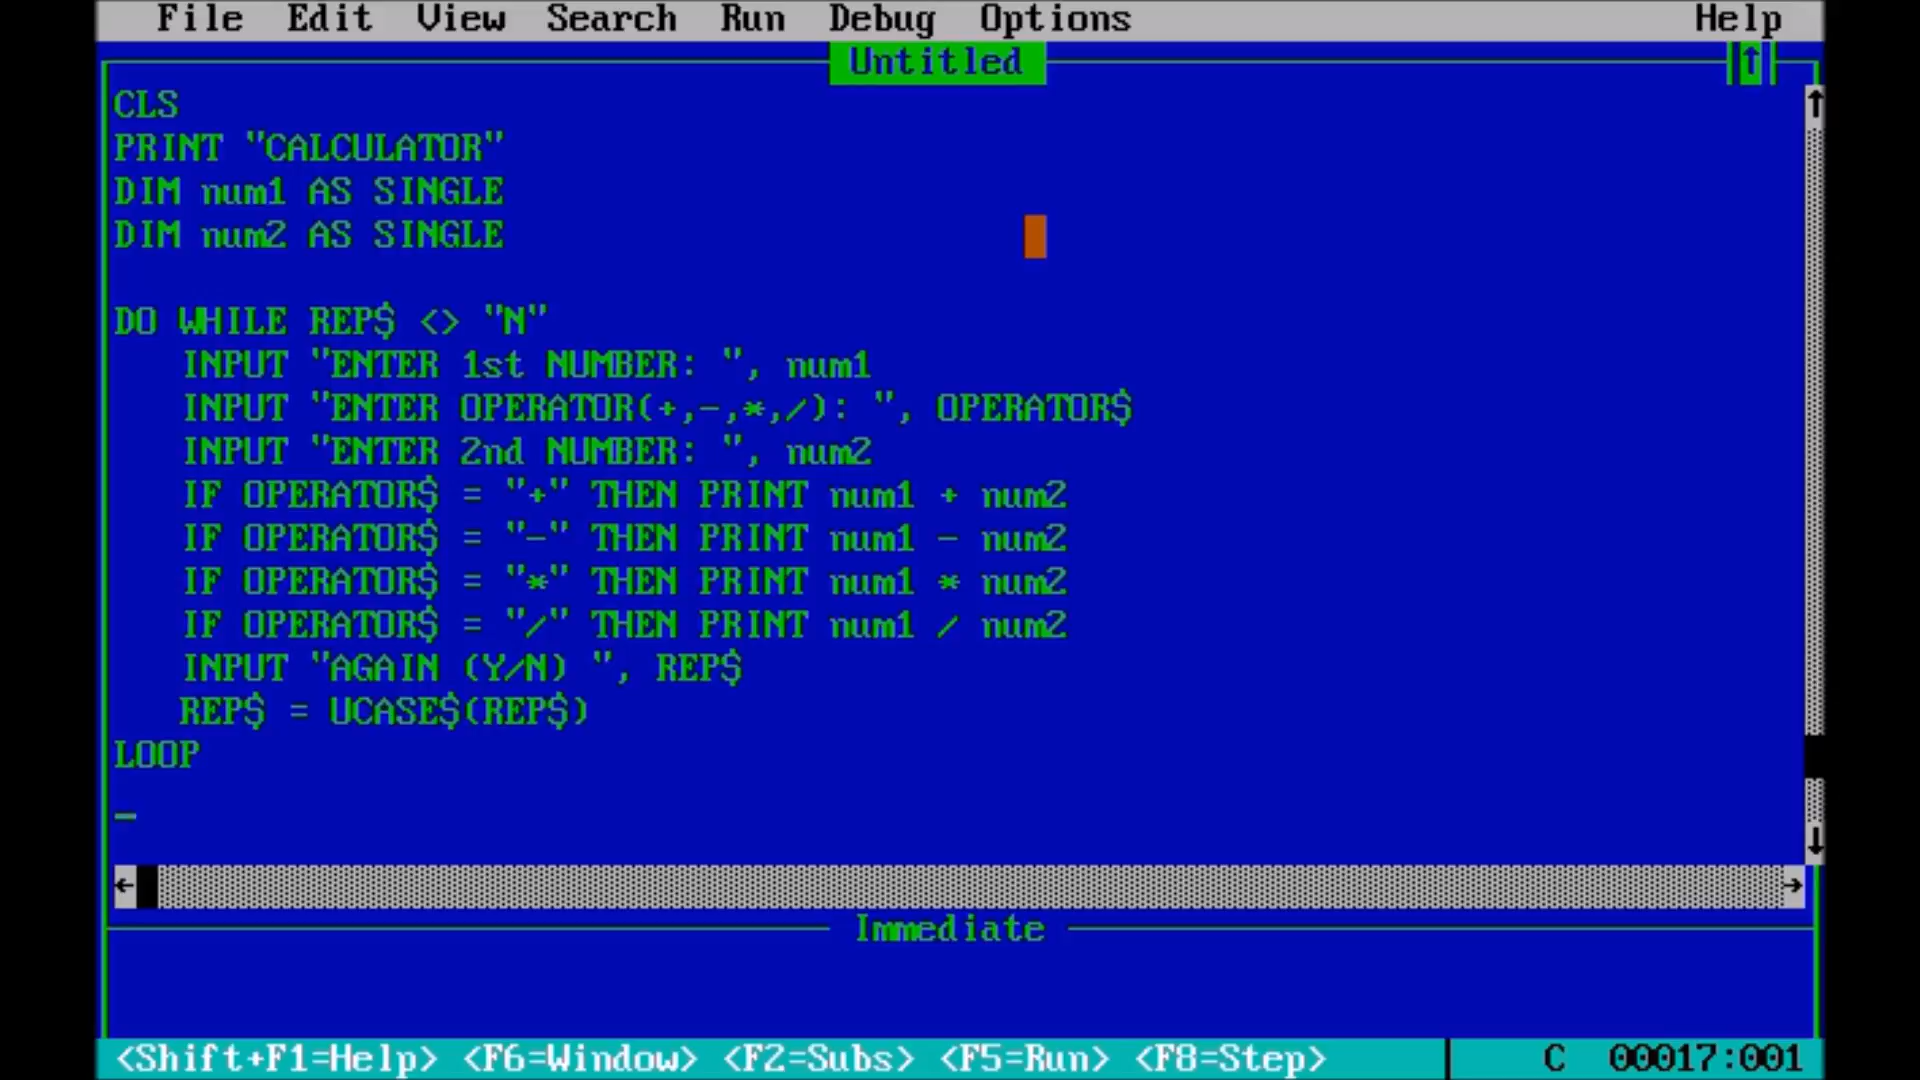 File Edit View Search Run Debug Options Help
Untitled
CLS
PRINT "CALCULATOR"
DIM num1 AS SINGLE
DIM num2 AS SINGLE
DO WHILE REP$ <> "N"
INPUT "ENTER 1st NUMBER: ", num1
INPUT "ENTER OPERATOR(+,-,*,/): ", OPERATOR$
INPUT "ENTER 2nd NUMBER: ", num2
IF OPERATOR$ = "+" THEN PRINT num1 + num2
IF OPERATOR$ = "-" THEN PRINT num1 - num2
IF OPERATOR$ = "*" THEN PRINT num1 * num2
IF OPERATOR$ = "/" THEN PRINT num1 / num2
INPUT "AGAIN (Y/N) ", REP$
REP$ = UCASE$(REP$)
LOOP
Immediate
<Shift+F1=Help> <F6=Window> <F2=Subs> <F5=Run> <F8=Step> C 00017:001